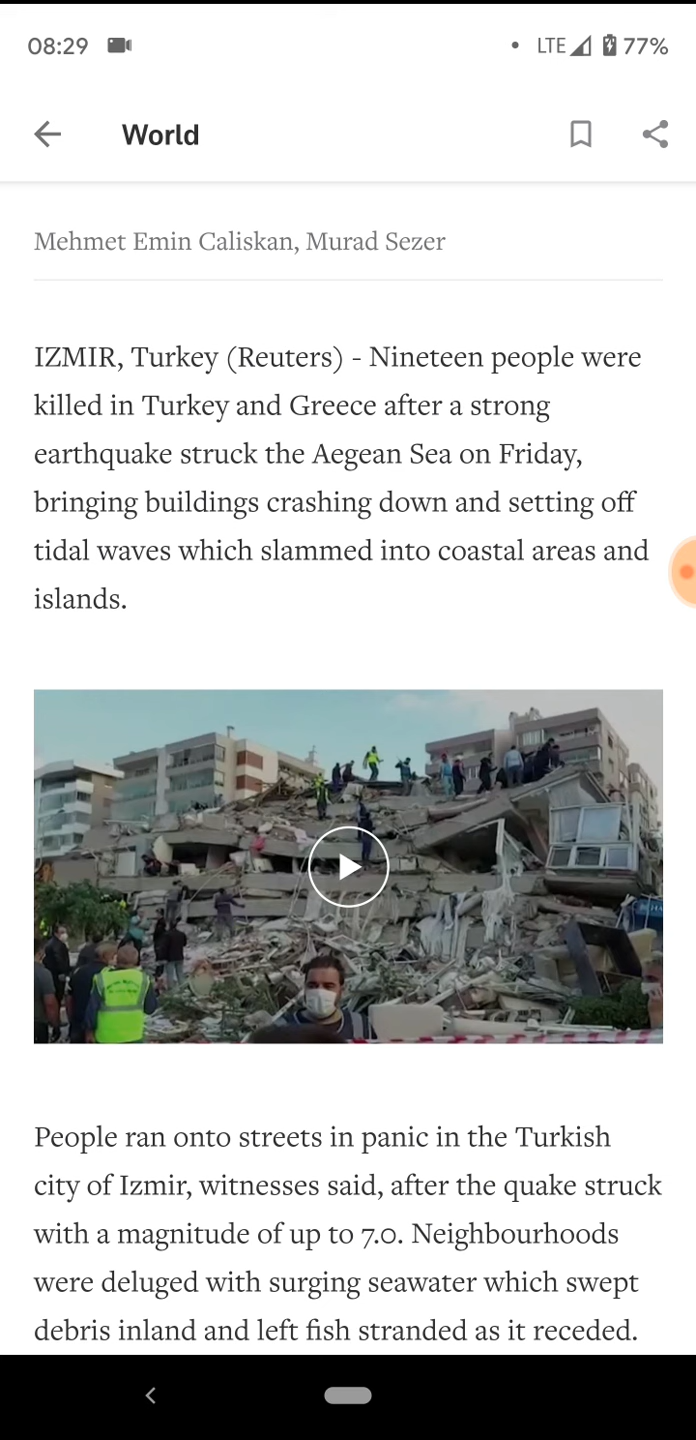 08:29
LTE 77%
World
Mehmet Emin Caliskan, Murad Sezer
IZMIR, Turkey (Reuters) - Nineteen people were
killed in Turkey and Greece after a strong
earthquake struck the Aegean Sea on Friday,
bringing buildings crashing down and setting off
tidal waves which slammed into coastal areas and
islands.
People ran onto streets in panic in the Turkish
city of Izmir, witnesses said, after the quake struck
with a magnitude of up to 7.0. Neighbourhoods
were deluged with surging seawater which swept
debris inland and left fish stranded as it receded.